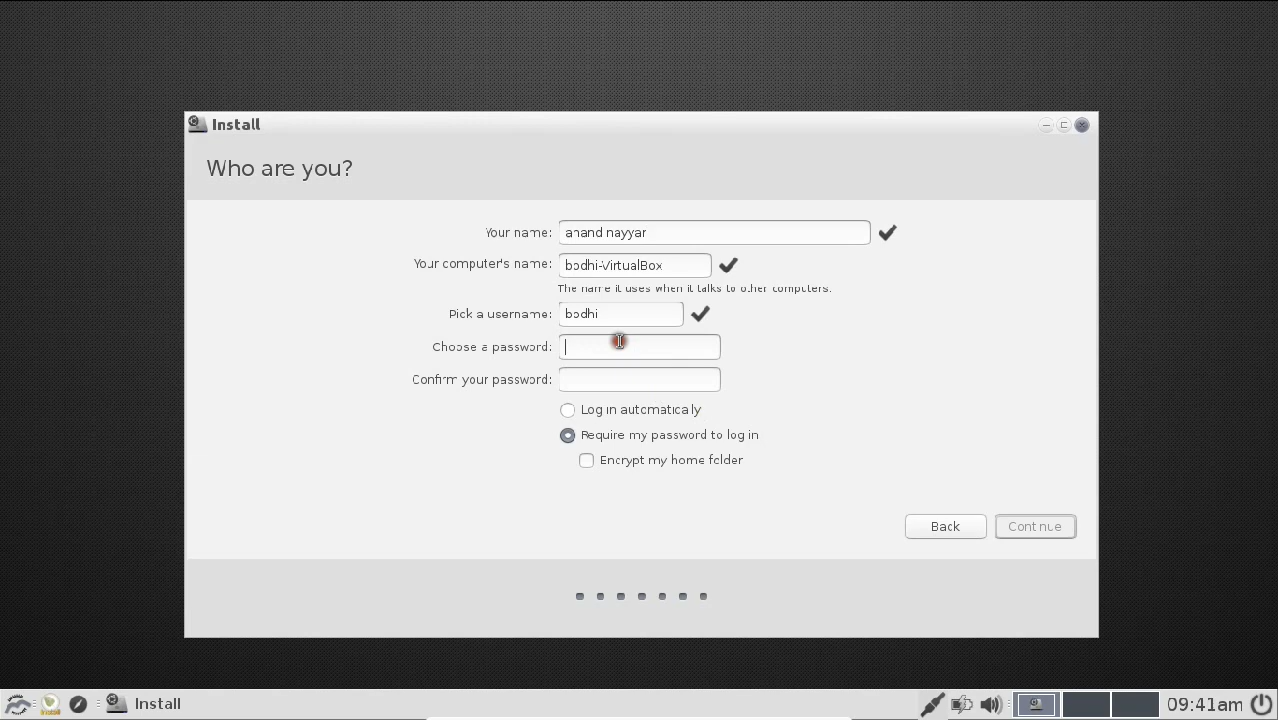 Install
Who are you?
Your name: anand nayyar
Your computer's name: bodhi-VirtualBox
The name it uses when it talks to other computers.
Pick a username: bodhi
Choose a password:
Confirm your password:
Log in automatically
Require my password to log in
Encrypt my home folder
Back Continue
Install 09:41am